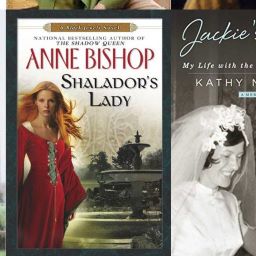 A Black Jewels Novel
NATIONAL BESTSELLING AUTHOR OF
THE SHADOW QUEEN
ANNE BISHOP
SHALADOR'S
LADY
Jackie's
My Life with the
KATHY
A MEM